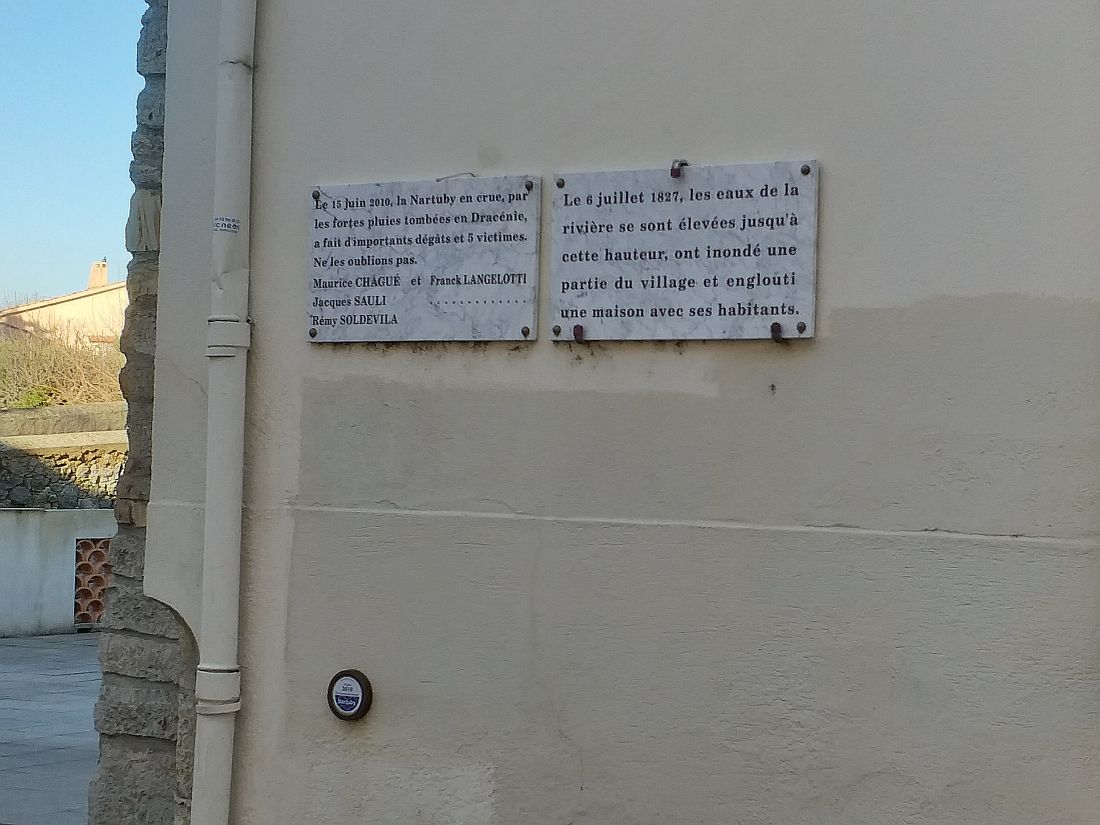 Le 15 juin 2010, la Nartuby en crue, par
les fortes pluies tombées en Dracénie,
a fait d'importants dégâts et 5 victimes.
Ne les oublions pas.
Maurice CHAGUÉ et Franck LANGELOTTI
Jacques SAULI .............
Rémy SOLDEVILA
Le 6 juillet 1827, les eaux de la
rivière se sont élevées jusqu'à
cette hauteur, ont inondé une
partie du village et englouti
une maison avec ses habitants.
2010
Nartuby